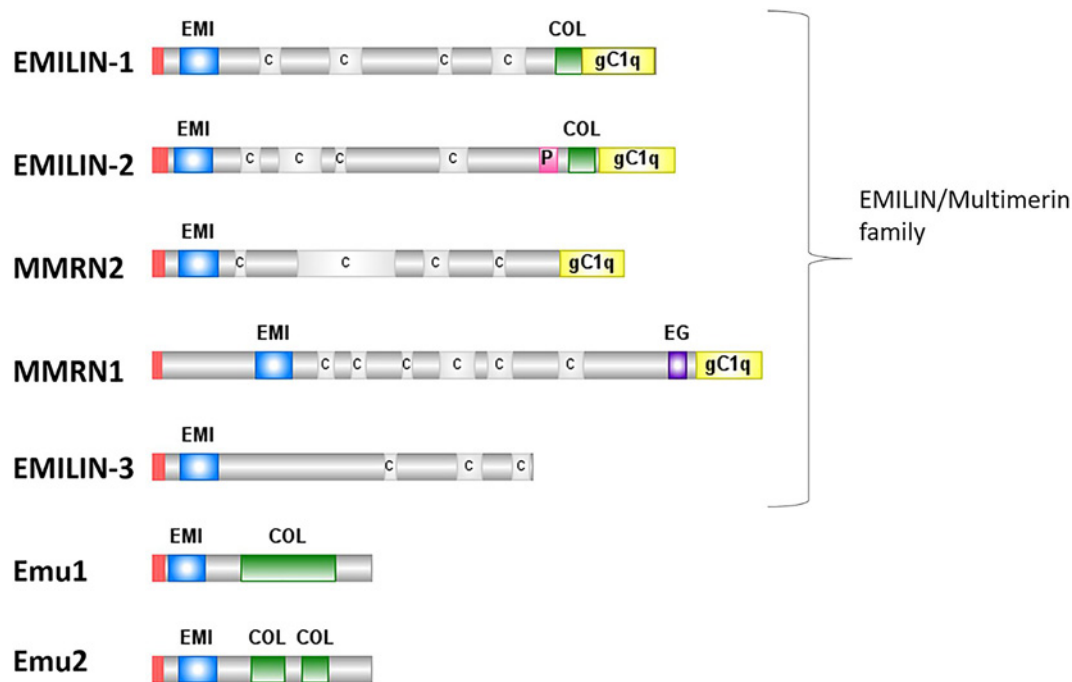 EMI COL
EMILIN-1 c c c c gC1q
EMI COL
EMILIN-2 c c c c P gC1q
EMILIN/Multimerin
family
EMI
MMRN2 c c c c gC1q
EMI EG
MMRN1 c c c c c c gC1q
EMI
EMILIN-3 c c c
EMI COL
Emu1
EMI COL COL
Emu2